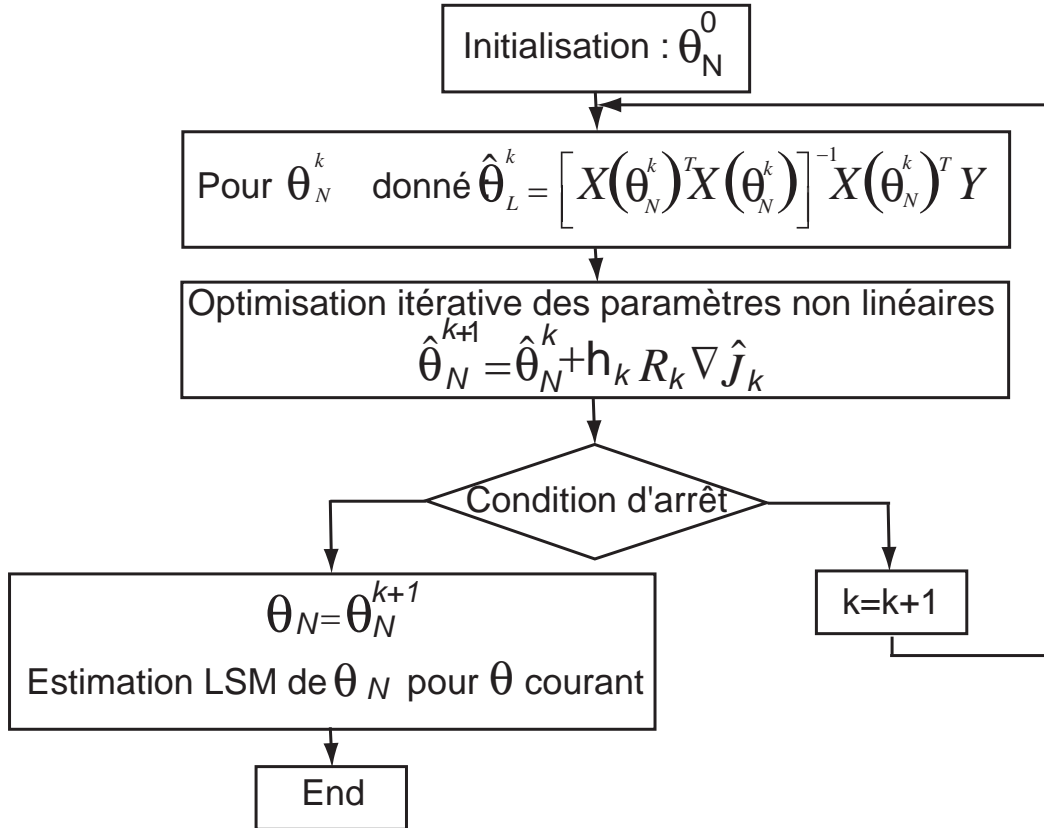 Initialisation : θ_N^0
Pour θ_N^k donné θ̂_L^k = [X(θ_N^k)^T X(θ_N^k)]^{-1} X(θ_N^k)^T Y
Optimisation itérative des paramètres non linéaires
θ̂_N^{k+1} = θ̂_N^k + h_k R_k ∇ Ĵ_k
Condition d'arrêt
θ_N = θ_N^{k+1}
Estimation LSM de θ_N pour θ courant
k=k+1
End